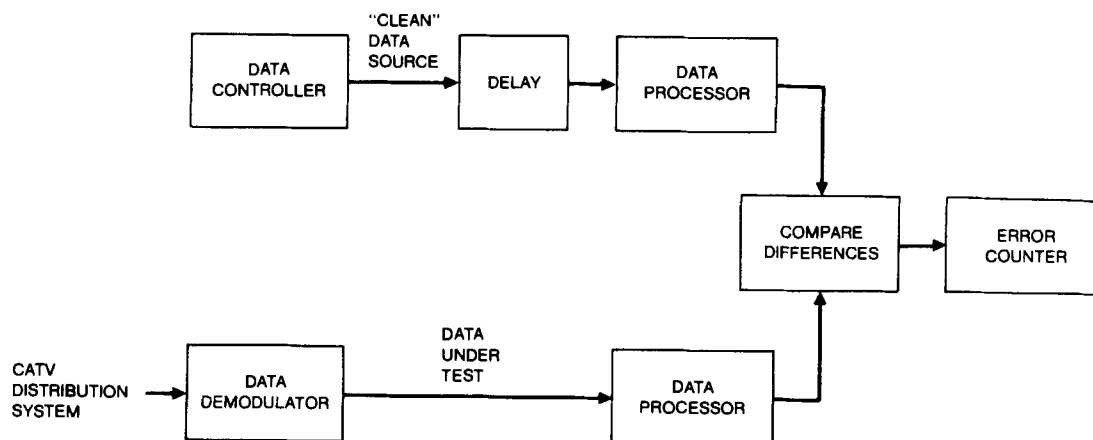 "CLEAN"
DATA
SOURCE
DATA
CONTROLLER
DELAY
DATA
PROCESSOR
COMPARE
DIFFERENCES
ERROR
COUNTER
CATV
DISTRIBUTION
SYSTEM
DATA
DEMODULATOR
DATA
UNDER
TEST
DATA
PROCESSOR